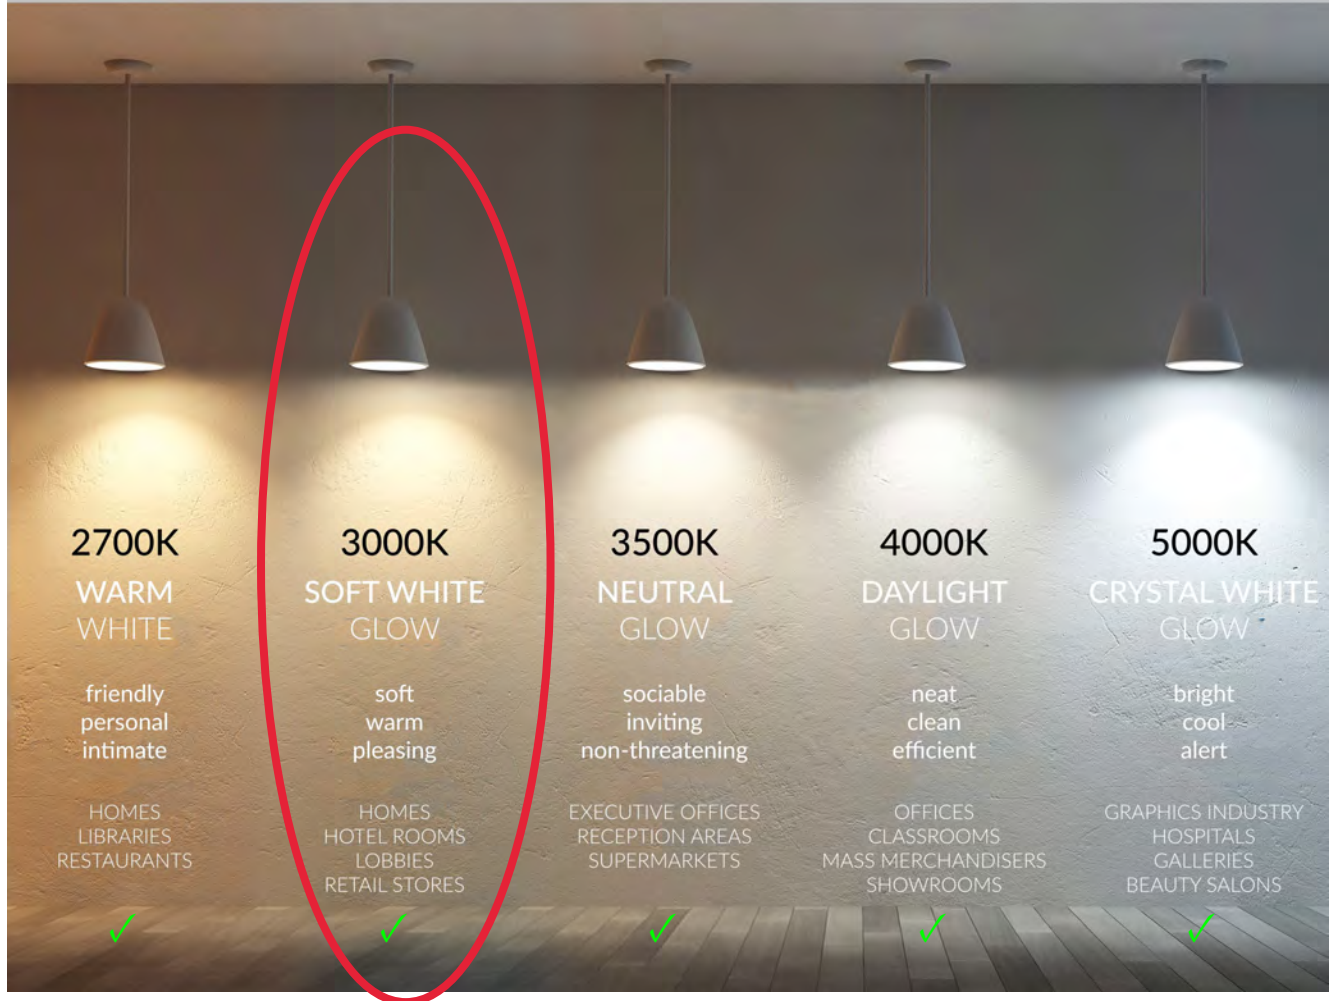 2700K
WARM
WHITE
friendly
personal
intimate
HOMES
LIBRARIES
RESTAURANTS
3000K
SOFT WHITE
GLOW
soft
warm
pleasing
HOMES
HOTEL ROOMS
LOBBIES
RETAIL STORES
3500K
NEUTRAL
GLOW
sociable
inviting
non-threatening
EXECUTIVE OFFICES
RECEPTION AREAS
SUPERMARKETS
4000K
DAYLIGHT
GLOW
neat
clean
efficient
OFFICES
CLASSROOMS
MASS MERCHANDISERS
SHOWROOMS
5000K
CRYSTAL WHITE
GLOW
bright
cool
alert
GRAPHICS INDUSTRY
HOSPITALS
GALLERIES
BEAUTY SALONS